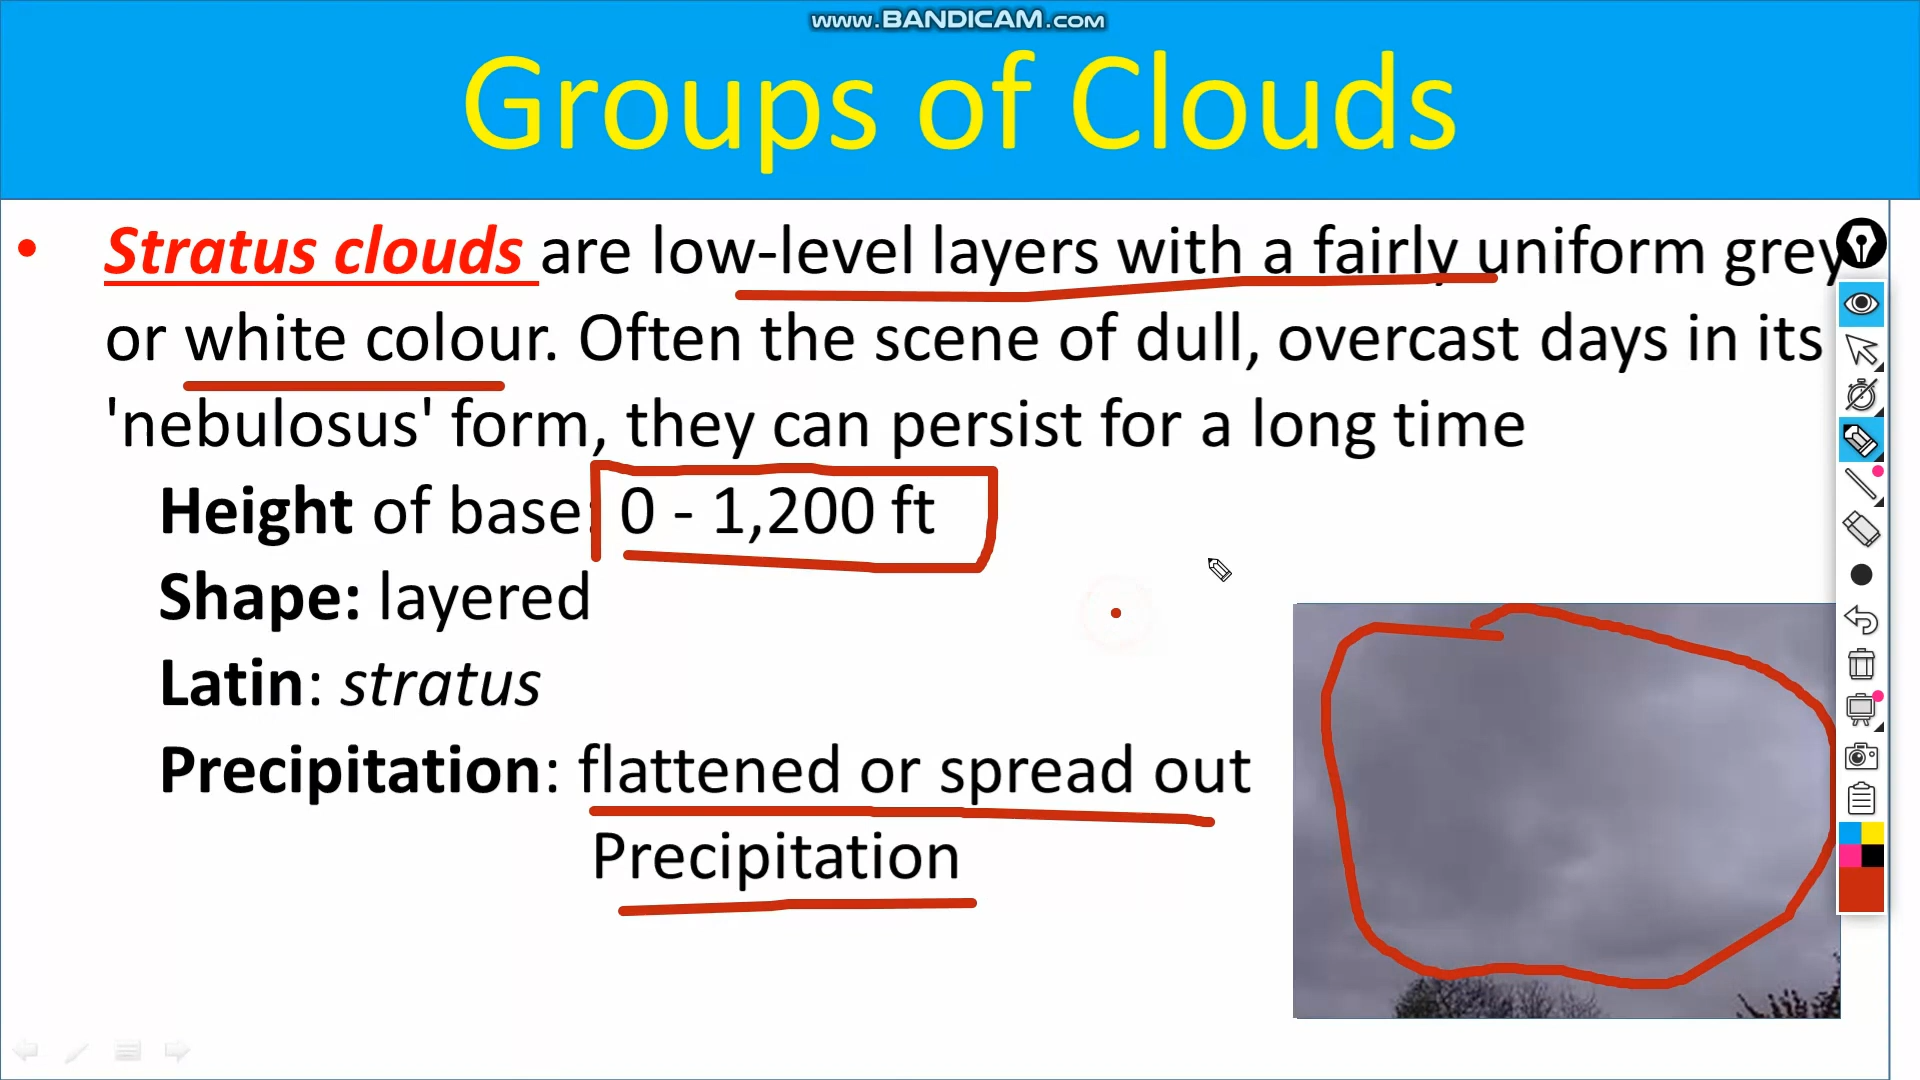 www.BANDICAM.com
Groups of Clouds
• Stratus clouds are low-level layers with a fairly uniform grey
or white colour. Often the scene of dull, overcast days in its
'nebulosus' form, they can persist for a long time
Height of base: 0 - 1,200 ft
Shape: layered
Latin: stratus
Precipitation: flattened or spread out
Precipitation